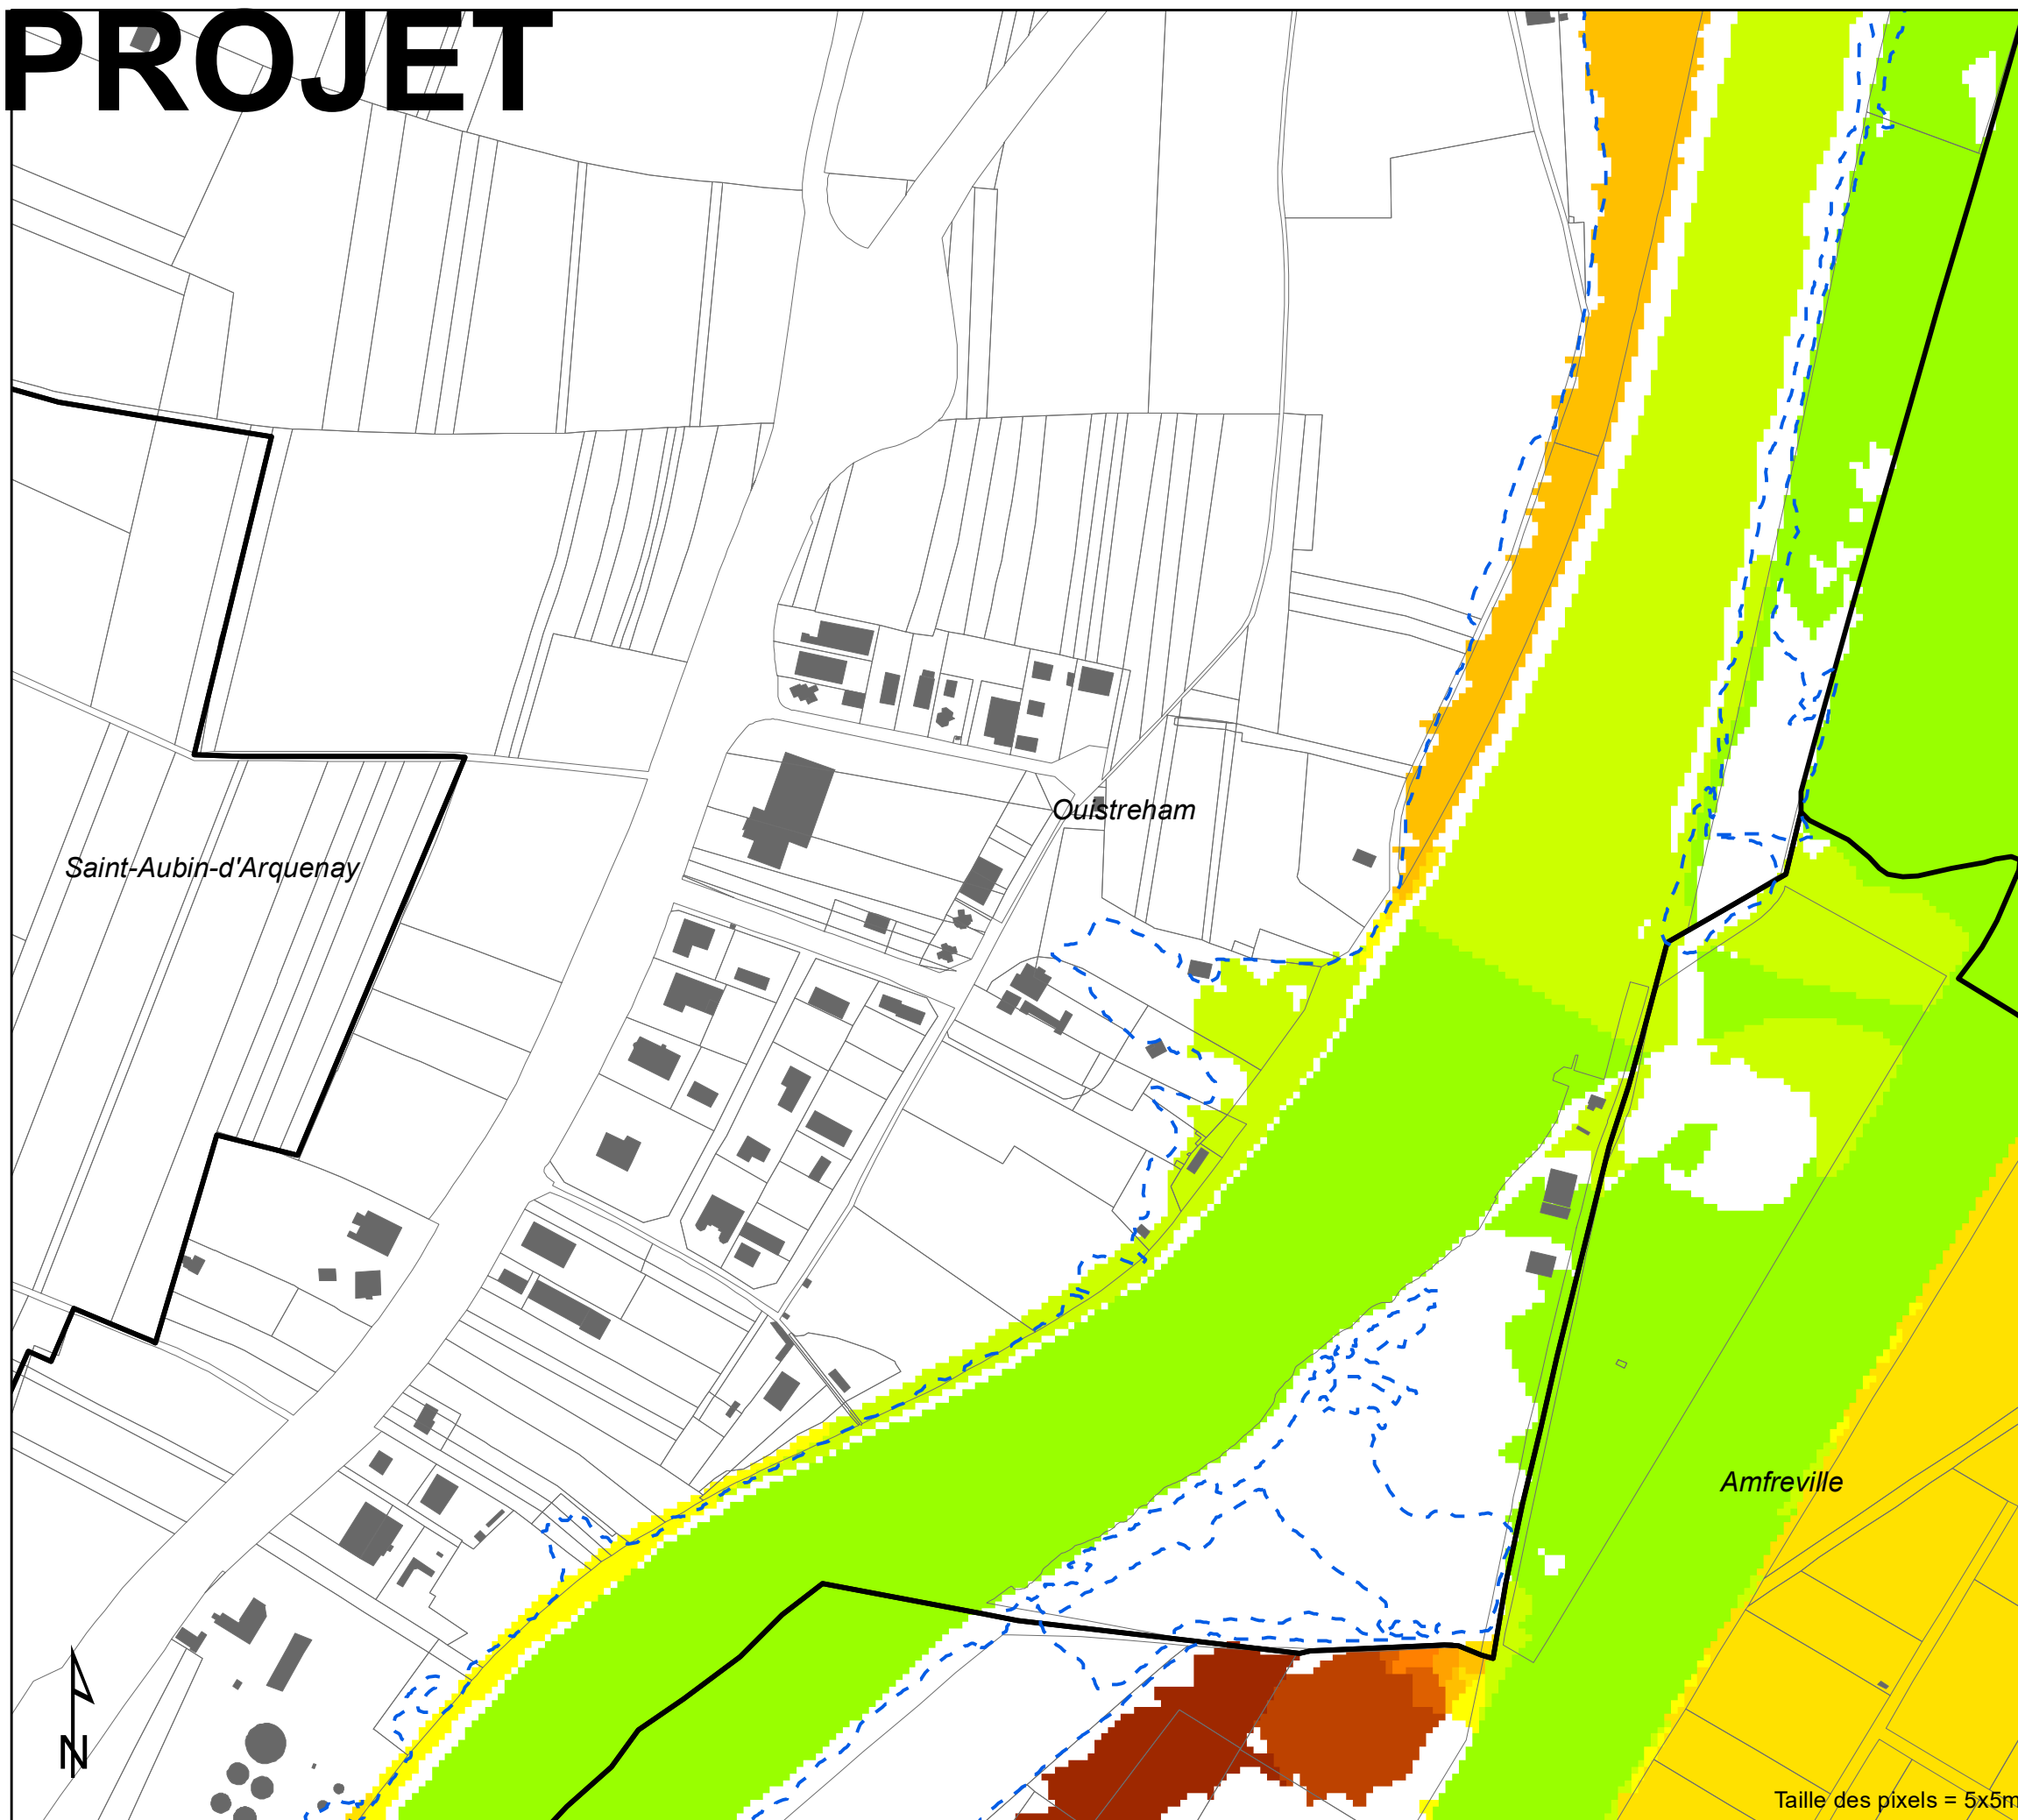 PROJET
Ouistreham
Saint-Aubin-d'Arquenay
Amfreville
N
Taille des pixels = 5x5m